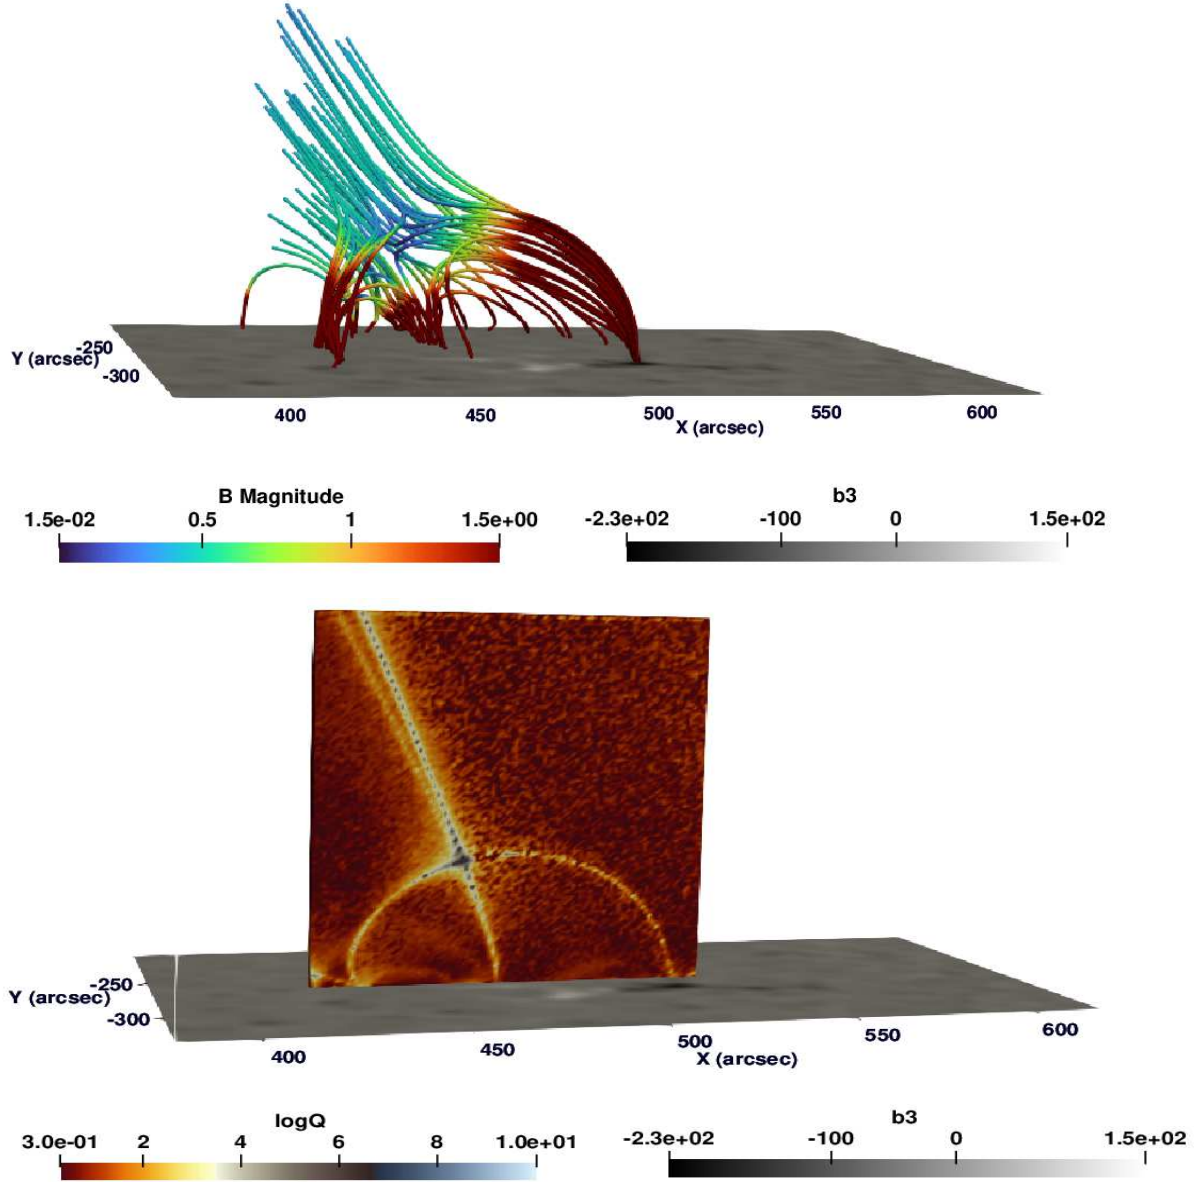 -250
Y (arcsec)
-300
400 450 500 550 600
X (arcsec)
B Magnitude b3
1.5e-02 0.5 1 1.5e+00 -2.3e+02 -100 0 1.5e+02
-250
Y (arcsec)
-300
400 450 500 550 600
X (arcsec)
logQ b3
3.0e-01 2 4 6 8 1.0e+01 -2.3e+02 -100 0 1.5e+02